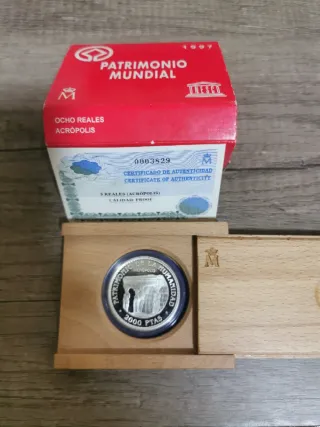 1997
PATRIMONIO
MUNDIAL
UNESCO
OCHO REALES
ACRÓPOLIS
0003829
CERTIFICADO DE AUTENTICIDAD
CERTIFICATE OF AUTHENTICITY
8 REALES (ACRÓPOLIS)
CALIDAD PROOF
PATRIMONIO DE LA HUMANIDAD
2000 PTAS